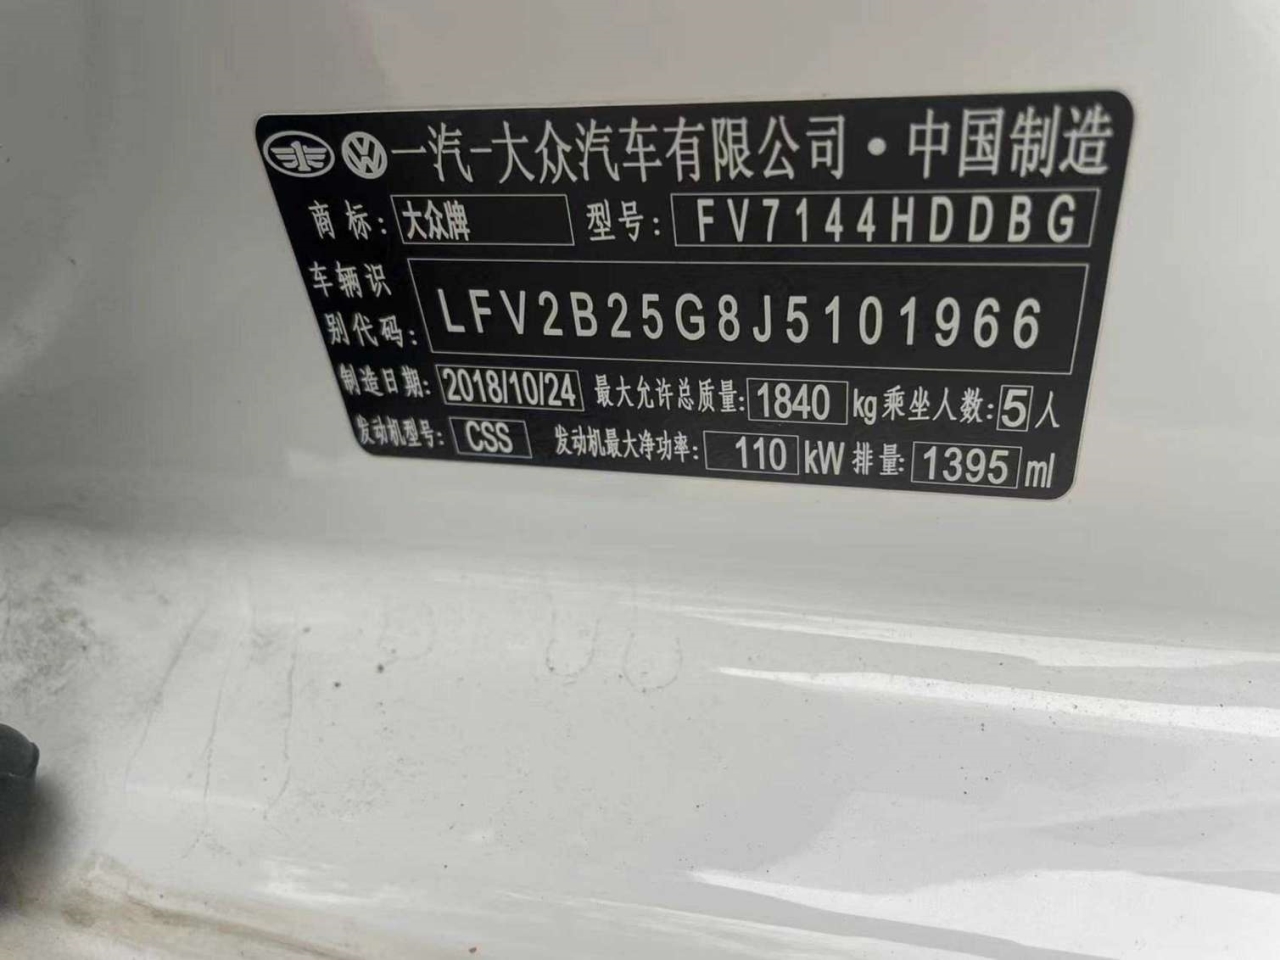 一汽-大众汽车有限公司·中国制造
商标: 大众牌 型号: FV7144HDDBG
车辆识别代码: LFV2B25G8J5101966
制造日期: 2018/10/24 最大允许总质量: 1840 kg 乘坐人数: 5 人
发动机型号: CSS 发动机最大净功率: 110 kW 排量: 1395 ml